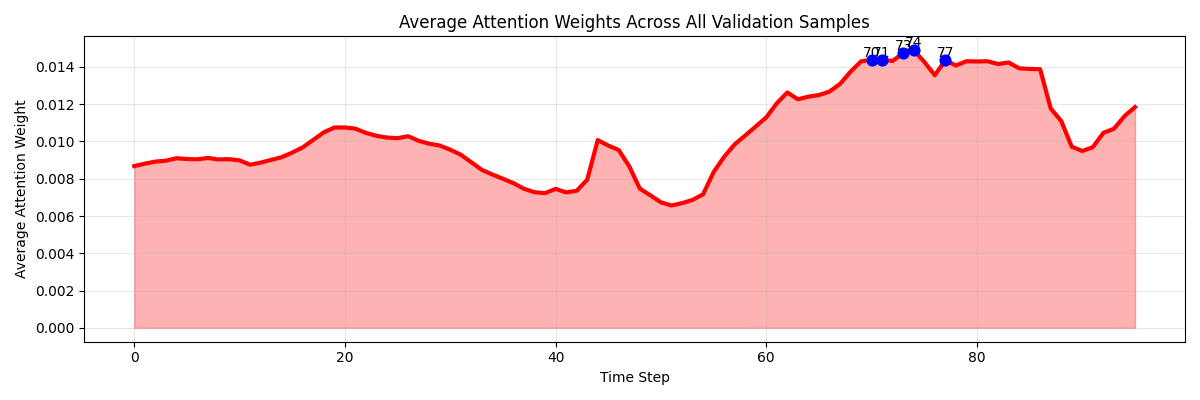 Average Attention Weights Across All Validation Samples
Average Attention Weight
0.014
0.012
0.010
0.008
0.006
0.004
0.002
0.000
70 71 73 74 77
0 20 40 60 80
Time Step